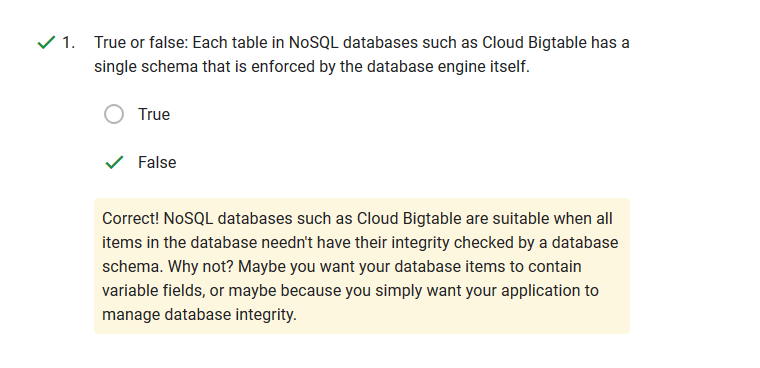 1. True or false: Each table in NoSQL databases such as Cloud Bigtable has a
single schema that is enforced by the database engine itself.
True
False
Correct! NoSQL databases such as Cloud Bigtable are suitable when all
items in the database needn't have their integrity checked by a database
schema. Why not? Maybe you want your database items to contain
variable fields, or maybe because you simply want your application to
manage database integrity.